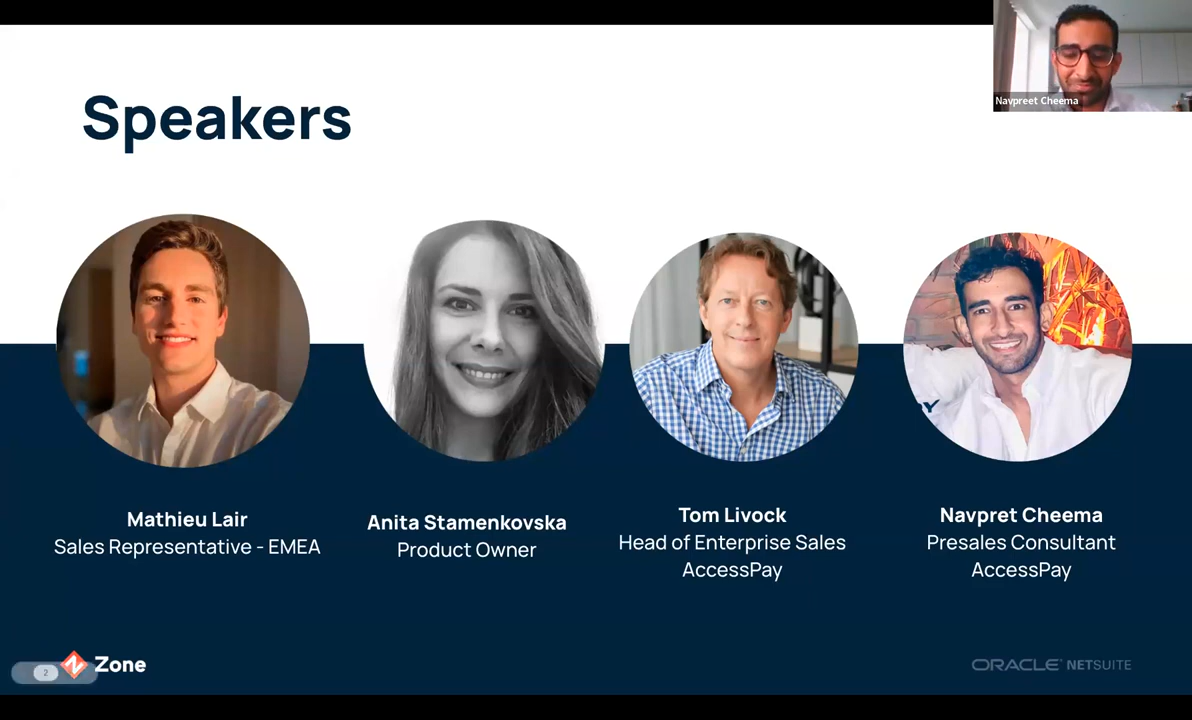 Speakers
Navpreet Cheema
Mathieu Lair
Sales Representative - EMEA
Anita Stamenkovska
Product Owner
Tom Livock
Head of Enterprise Sales
AccessPay
Navpret Cheema
Presales Consultant
AccessPay
2
Zone
ORACLE NETSUITE